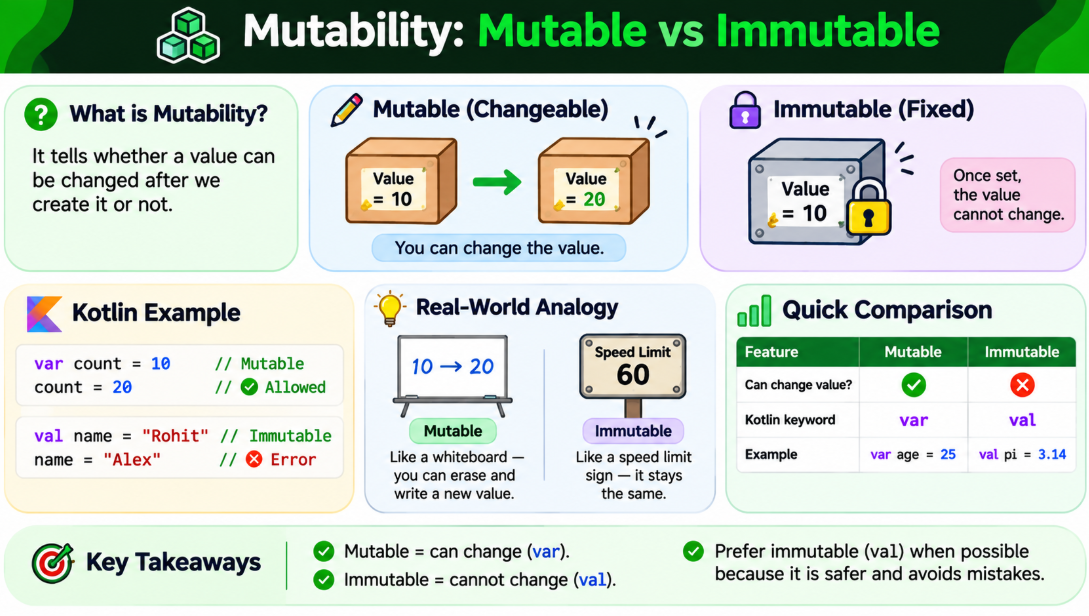 Mutability: Mutable vs Immutable
?
What is Mutability?
It tells whether a value can
be changed after we
create it or not.
Mutable (Changeable)
Value
= 10
Value
= 20
You can change the value.
Immutable (Fixed)
Value
= 10
Once set,
the value
cannot change.
Kotlin Example
var count = 10 // Mutable
count = 20 // ✅ Allowed
val name = "Rohit" // Immutable
name = "Alex" // ❌ Error
Real-World Analogy
10 → 20
Mutable
Like a whiteboard —
you can erase and
write a new value.
Speed Limit
60
Immutable
Like a speed limit
sign — it stays
the same.
Quick Comparison
Feature Mutable Immutable
Can change value? ✅ ❌
Kotlin keyword var val
Example var age = 25 val pi = 3.14
Key Takeaways
✅ Mutable = can change (var).
✅ Immutable = cannot change (val).
✅ Prefer immutable (val) when possible
because it is safer and avoids mistakes.